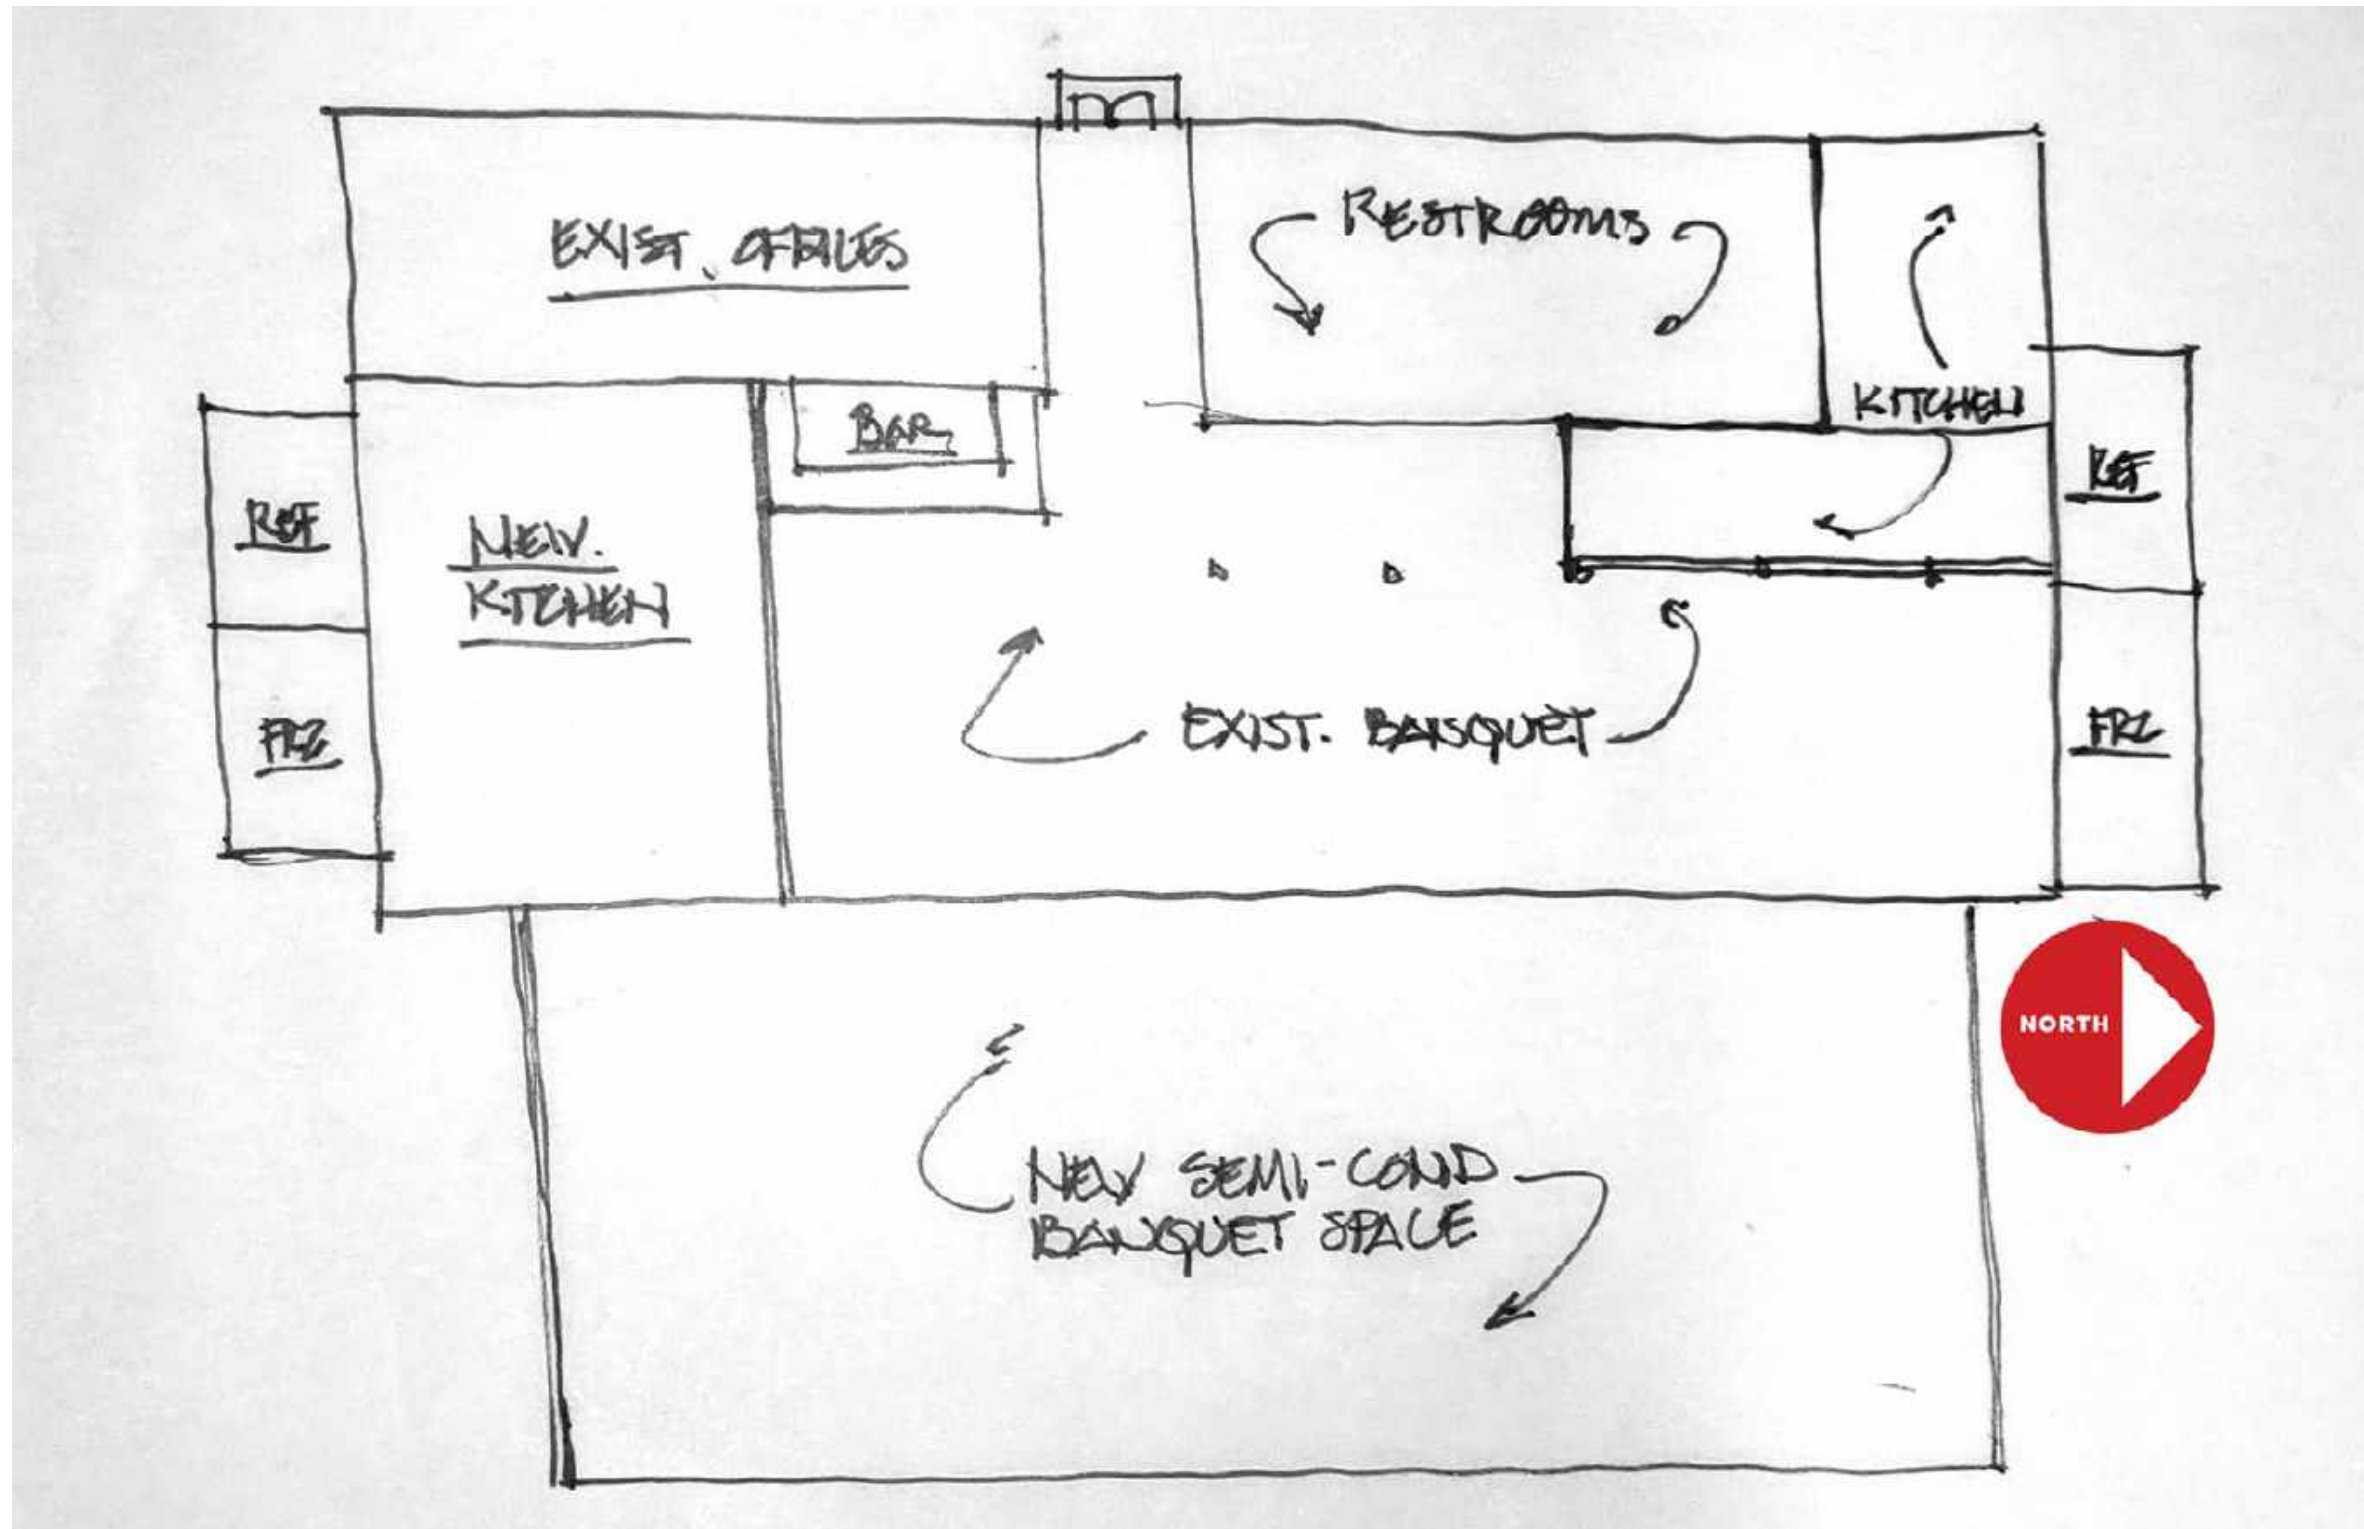 EXIST. OFFICES
RESTROOMS
BAR
KITCHEN
REF
REF
NEW.
KITCHEN
FRZ
EXIST. BANQUET
FRZ
NORTH
NEW SEMI-COND
BANQUET SPACE